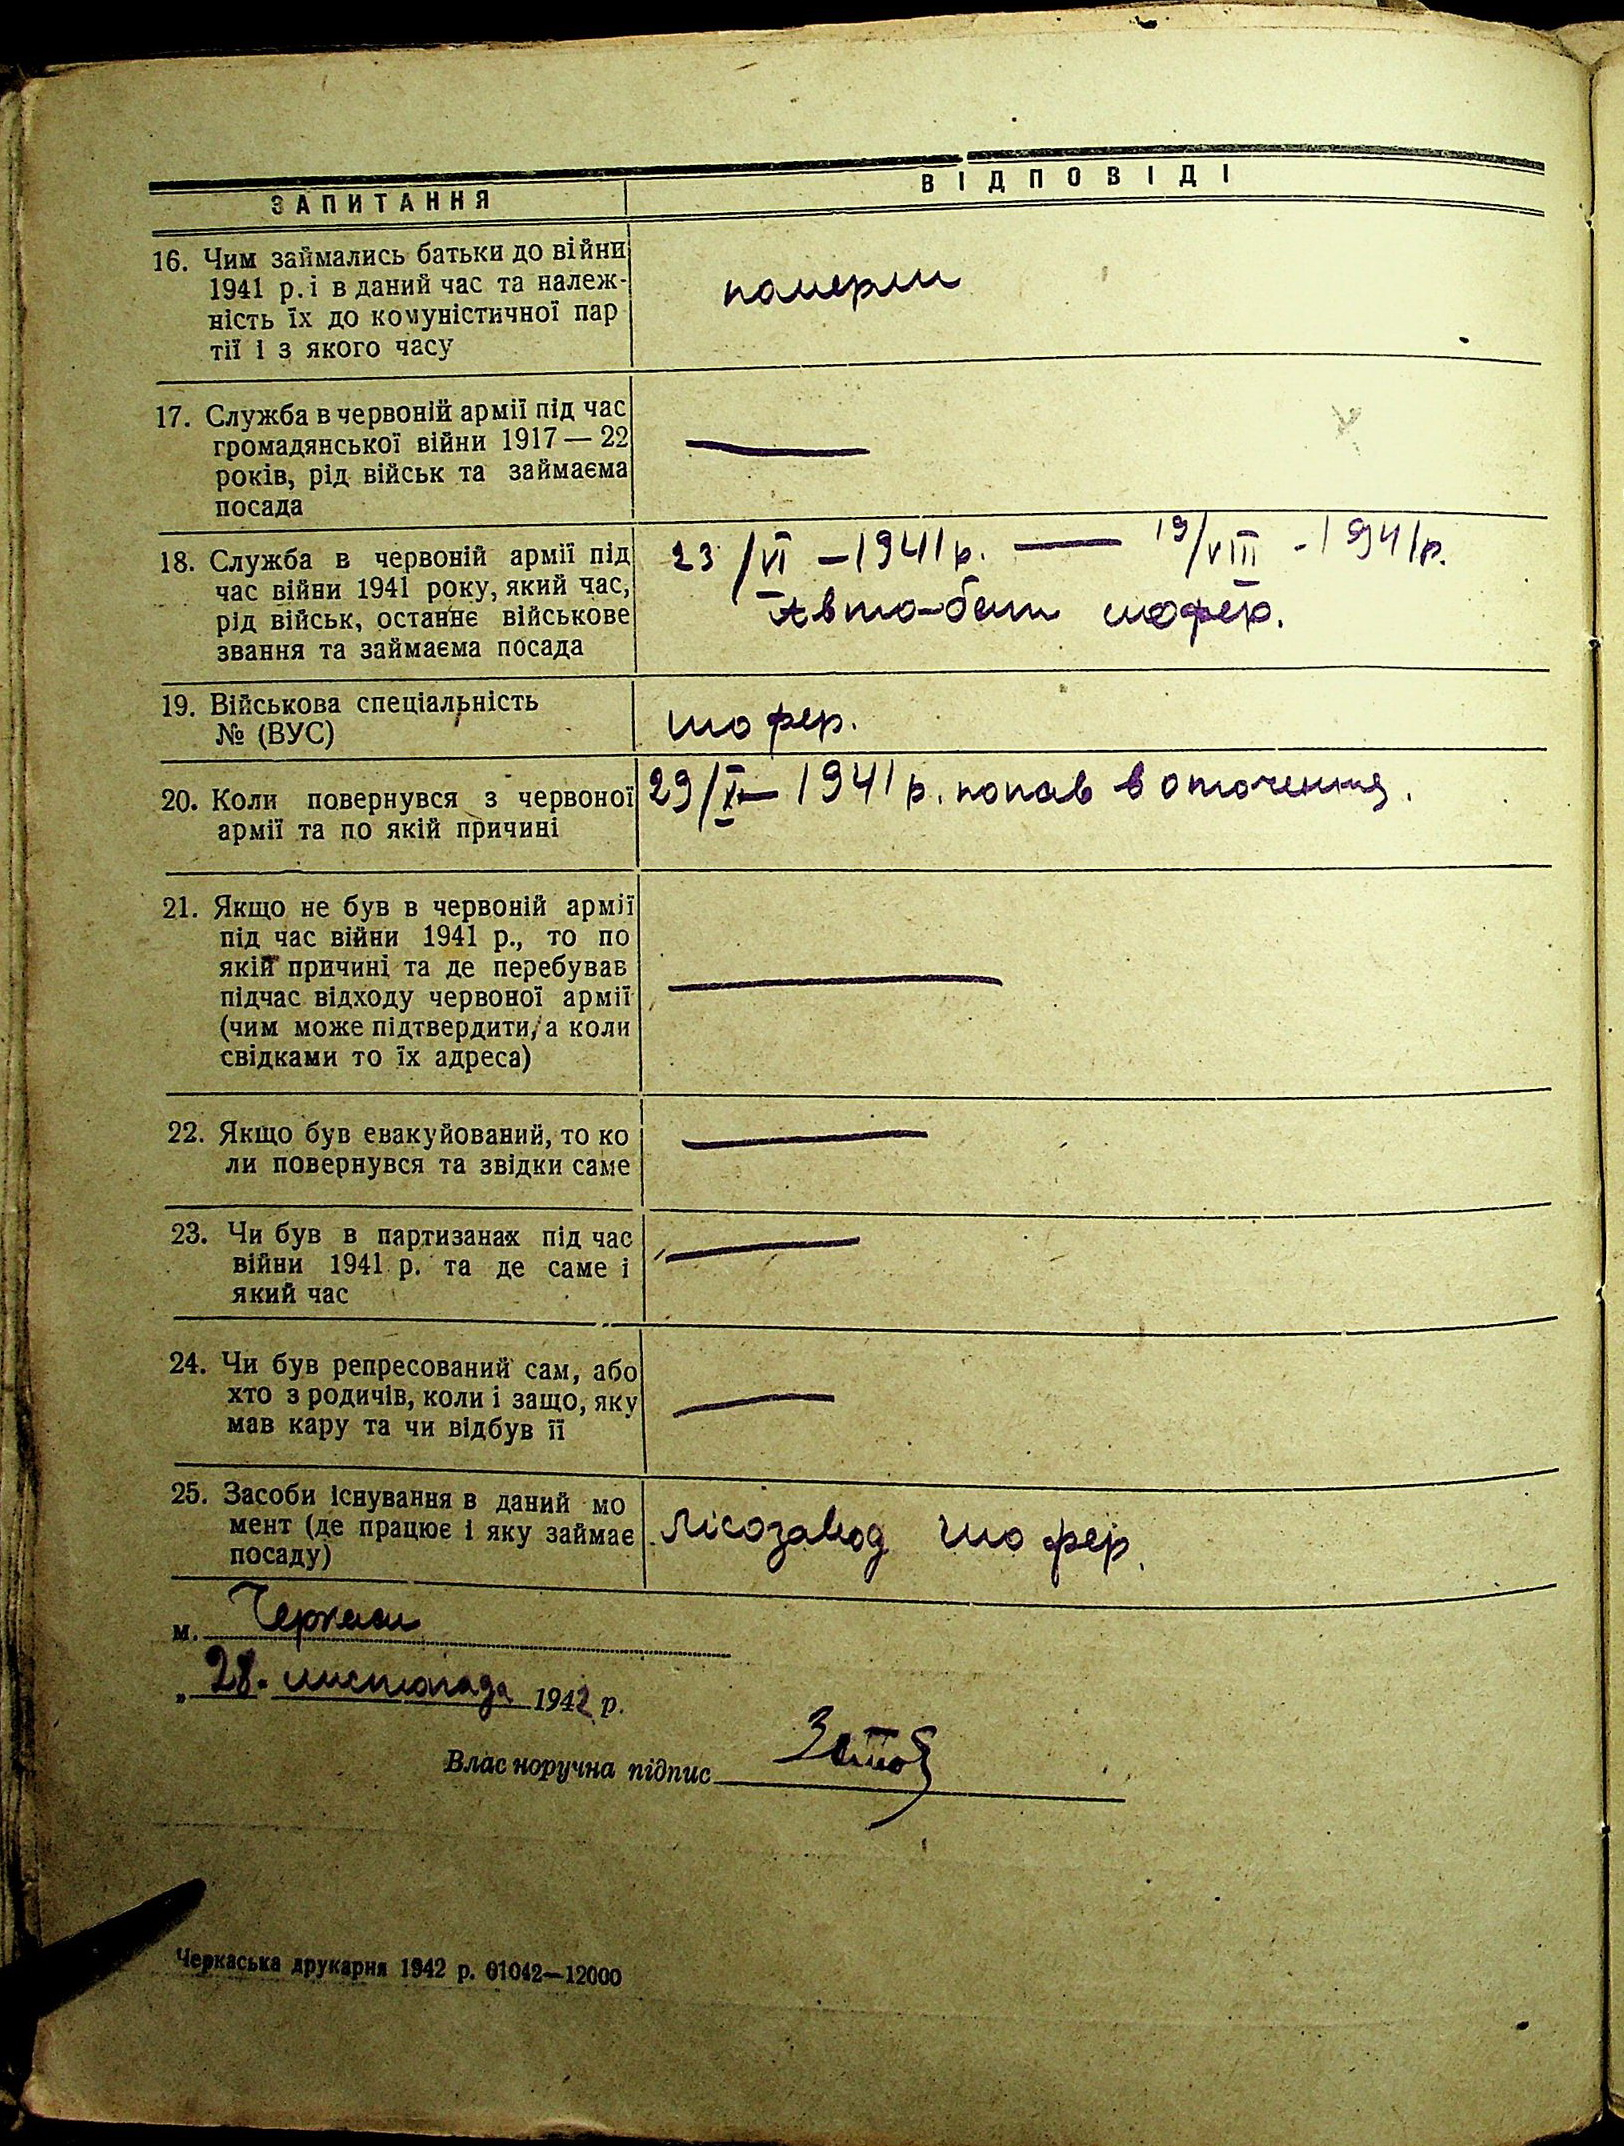 ЗАПИТАННЯ
ВІДПОВІДІ
16. Чим займались батьки до війни
1941 р. і в даний час та належ-
ність їх до комуністичної пар
тії і з якого часу
померли
17. Служба в червоній армії під час
громадянської війни 1917 — 22
років, рід військ та займаєма
посада
18. Служба в червоній армії під
час війни 1941 року, який час,
рід військ, останнє військове
звання та займаєма посада
23/VI – 1941 р. — 19/VIII - 1941 р.
Авто-бат шофер.
19. Військова спеціальність
№ (ВУС)
шофер.
20. Коли повернувся з червоної
армії та по якій причині
29/X – 1941 р. попав в оточення.
21. Якщо не був в червоній армії
під час війни 1941 р., то по
якій причині та де перебував
підчас відходу червоної армії
(чим може підтвердити, а коли
свідками то їх адреса)
22. Якщо був евакуйований, то ко
ли повернувся та звідки саме
23. Чи був в партизанах під час
війни 1941 р. та де саме і
який час
24. Чи був репресований сам, або
хто з родичів, коли і защо, яку
мав кару та чи відбув її
25. Засоби існування в даний мо
мент (де працює і яку займає
посаду)
Лісозавод шофер.
м. Черкаси
„ 28. листопада 1942 р.
Влас норучна підпис
Черкаська друкарня 1942 р. 01042—12000